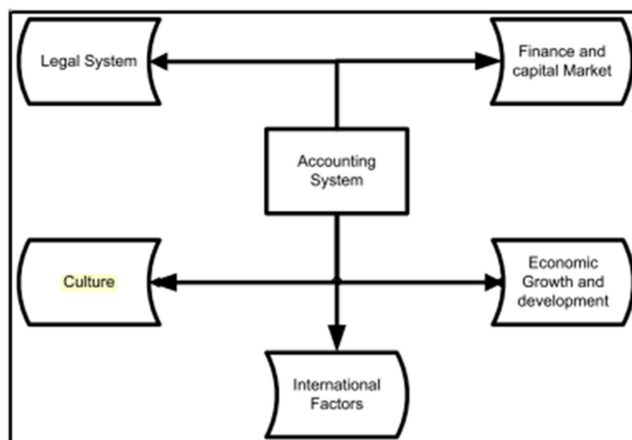 Legal System
Finance and
capital Market
Accounting
System
Culture
Economic
Growth and
development
International
Factors